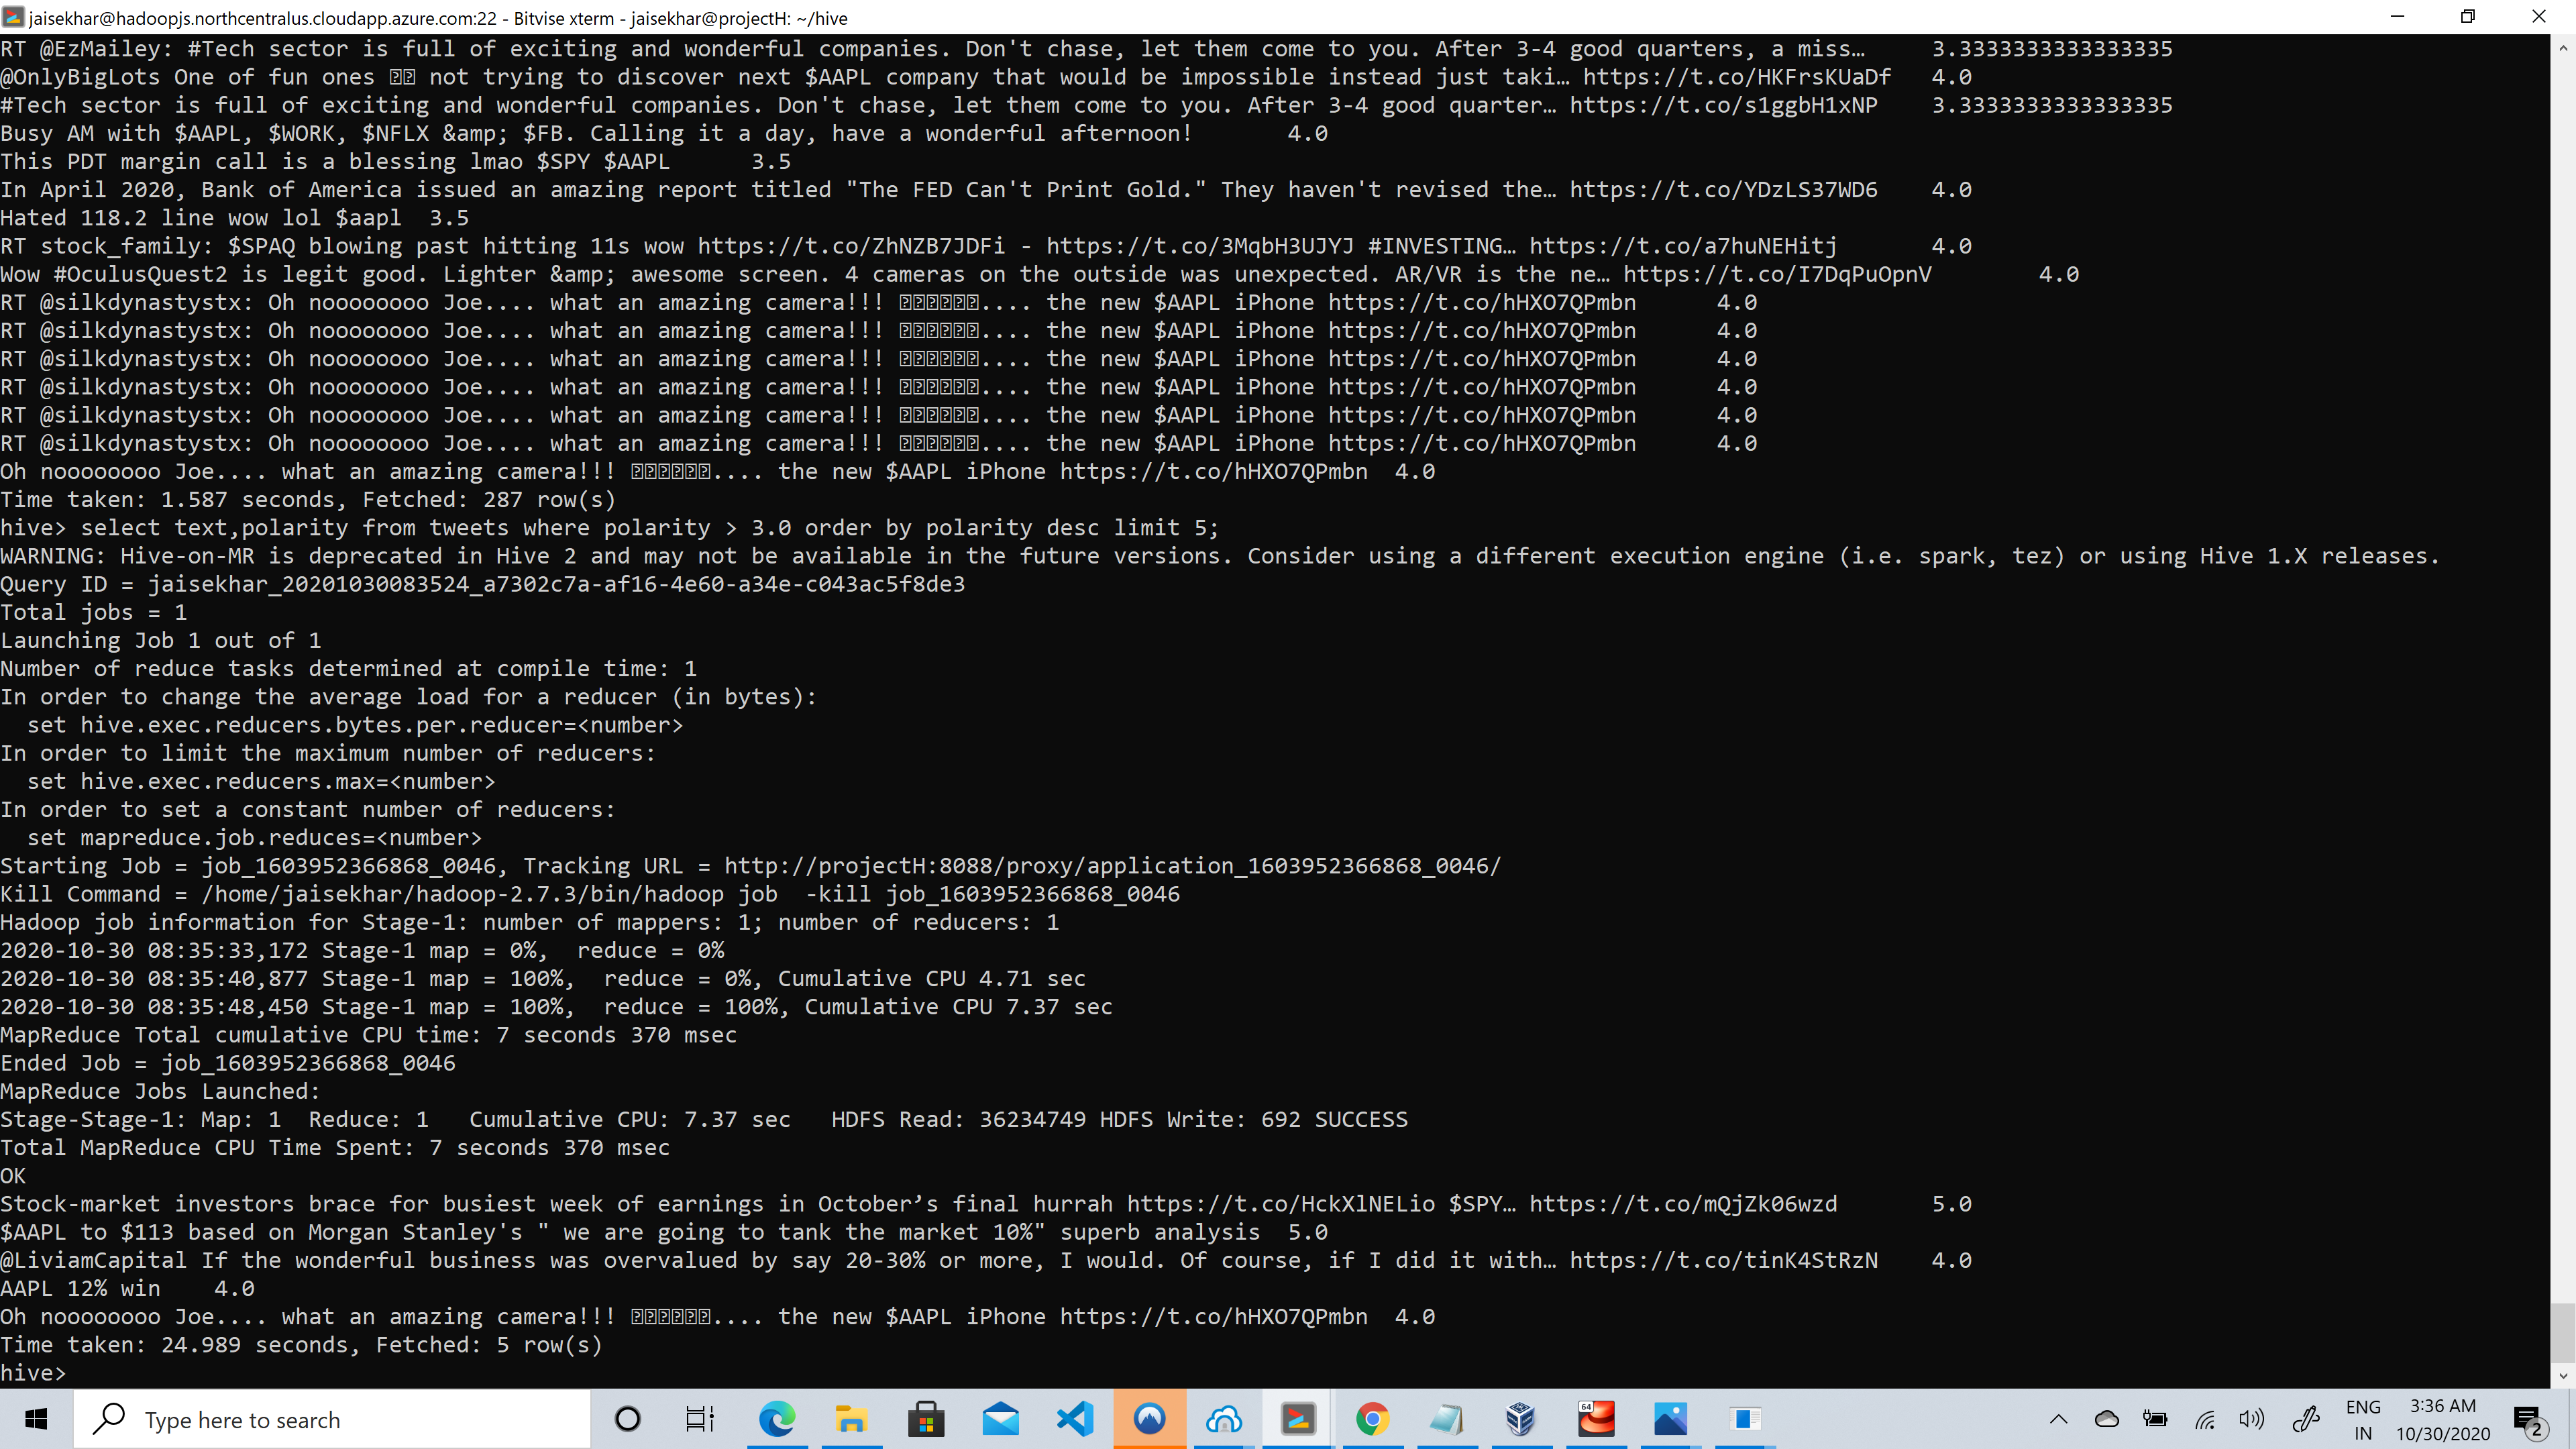 jaisekhar@hadoopjs.northcentralus.cloudapp.azure.com:22 - Bitvise xterm - jaisekhar@projectH: ~/hive
RT @EzMailey: #Tech sector is full of exciting and wonderful companies. Don't chase, let them come to you. After 3-4 good quarters, a miss… 3.3333333333333335
@OnlyBigLots One of fun ones not trying to discover next $AAPL company that would be impossible instead just taki… https://t.co/HKFrsKUaDf 4.0
#Tech sector is full of exciting and wonderful companies. Don't chase, let them come to you. After 3-4 good quarter… https://t.co/s1ggbH1xNP 3.3333333333333335
Busy AM with $AAPL, $WORK, $NFLX &amp; $FB. Calling it a day, have a wonderful afternoon! 4.0
This PDT margin call is a blessing lmao $SPY $AAPL 3.5
In April 2020, Bank of America issued an amazing report titled "The FED Can't Print Gold." They haven't revised the… https://t.co/YDzLS37WD6 4.0
Hated 118.2 line wow lol $aapl 3.5
RT stock_family: $SPAQ blowing past hitting 11s wow https://t.co/ZhNZB7JDFi - https://t.co/3MqbH3UJYJ #INVESTING… https://t.co/a7huNEHitj 4.0
Wow #OculusQuest2 is legit good. Lighter &amp; awesome screen. 4 cameras on the outside was unexpected. AR/VR is the ne… https://t.co/I7DqPuOpnV 4.0
RT @silkdynastystx: Oh noooooooo Joe.... what an amazing camera!!! .... the new $AAPL iPhone https://t.co/hHXO7QPmbn 4.0
RT @silkdynastystx: Oh noooooooo Joe.... what an amazing camera!!! .... the new $AAPL iPhone https://t.co/hHXO7QPmbn 4.0
RT @silkdynastystx: Oh noooooooo Joe.... what an amazing camera!!! .... the new $AAPL iPhone https://t.co/hHXO7QPmbn 4.0
RT @silkdynastystx: Oh noooooooo Joe.... what an amazing camera!!! .... the new $AAPL iPhone https://t.co/hHXO7QPmbn 4.0
RT @silkdynastystx: Oh noooooooo Joe.... what an amazing camera!!! .... the new $AAPL iPhone https://t.co/hHXO7QPmbn 4.0
RT @silkdynastystx: Oh noooooooo Joe.... what an amazing camera!!! .... the new $AAPL iPhone https://t.co/hHXO7QPmbn 4.0
Oh noooooooo Joe.... what an amazing camera!!! .... the new $AAPL iPhone https://t.co/hHXO7QPmbn 4.0
Time taken: 1.587 seconds, Fetched: 287 row(s)
hive> select text,polarity from tweets where polarity > 3.0 order by polarity desc limit 5;
WARNING: Hive-on-MR is deprecated in Hive 2 and may not be available in the future versions. Consider using a different execution engine (i.e. spark, tez) or using Hive 1.X releases.
Query ID = jaisekhar_20201030083524_a7302c7a-af16-4e60-a34e-c043ac5f8de3
Total jobs = 1
Launching Job 1 out of 1
Number of reduce tasks determined at compile time: 1
In order to change the average load for a reducer (in bytes):
set hive.exec.reducers.bytes.per.reducer=<number>
In order to limit the maximum number of reducers:
set hive.exec.reducers.max=<number>
In order to set a constant number of reducers:
set mapreduce.job.reduces=<number>
Starting Job = job_1603952366868_0046, Tracking URL = http://projectH:8088/proxy/application_1603952366868_0046/
Kill Command = /home/jaisekhar/hadoop-2.7.3/bin/hadoop job -kill job_1603952366868_0046
Hadoop job information for Stage-1: number of mappers: 1; number of reducers: 1
2020-10-30 08:35:33,172 Stage-1 map = 0%, reduce = 0%
2020-10-30 08:35:40,877 Stage-1 map = 100%, reduce = 0%, Cumulative CPU 4.71 sec
2020-10-30 08:35:48,450 Stage-1 map = 100%, reduce = 100%, Cumulative CPU 7.37 sec
MapReduce Total cumulative CPU time: 7 seconds 370 msec
Ended Job = job_1603952366868_0046
MapReduce Jobs Launched:
Stage-Stage-1: Map: 1 Reduce: 1 Cumulative CPU: 7.37 sec HDFS Read: 36234749 HDFS Write: 692 SUCCESS
Total MapReduce CPU Time Spent: 7 seconds 370 msec
OK
Stock-market investors brace for busiest week of earnings in October’s final hurrah https://t.co/HckXlNELio $SPY… https://t.co/mQjZk06wzd 5.0
$AAPL to $113 based on Morgan Stanley's " we are going to tank the market 10%" superb analysis 5.0
@LiviamCapital If the wonderful business was overvalued by say 20-30% or more, I would. Of course, if I did it with… https://t.co/tinK4StRzN 4.0
AAPL 12% win 4.0
Oh noooooooo Joe.... what an amazing camera!!! .... the new $AAPL iPhone https://t.co/hHXO7QPmbn 4.0
Time taken: 24.989 seconds, Fetched: 5 row(s)
hive>
Type here to search
64
ENG
IN
3:36 AM
10/30/2020
2